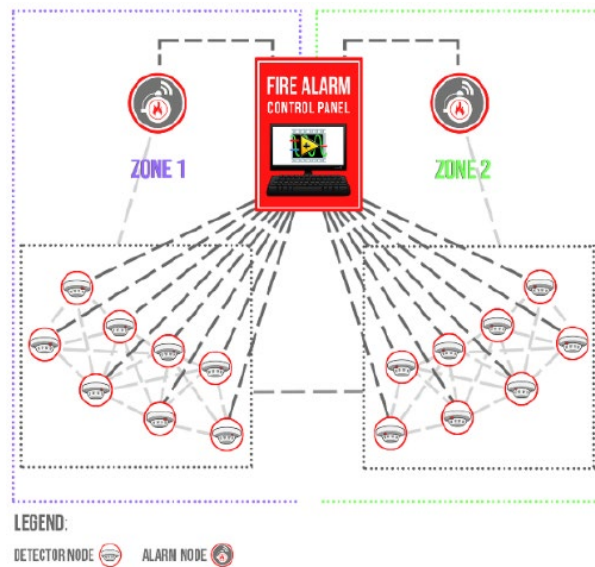 FIRE ALARM
CONTROL PANEL
ZONE 1
ZONE 2
LEGEND:
DETECTOR NODE
ALARM NODE